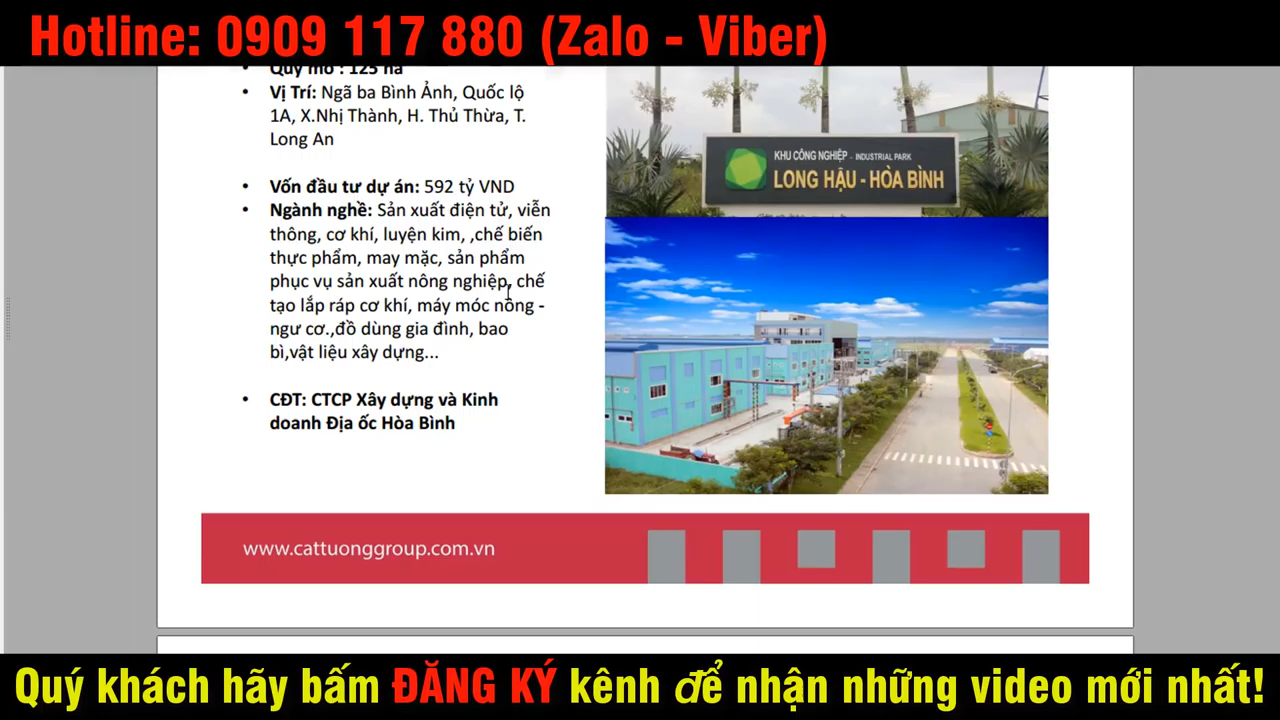 Hotline: 0909 117 880 (Zalo - Viber)
• Quy mô : 125 ha
• Vị Trí: Ngã ba Bình Ảnh, Quốc lộ
1A, X.Nhị Thành, H. Thủ Thừa, T.
Long An
• Vốn đầu tư dự án: 592 tỷ VND
• Ngành nghề: Sản xuất điện tử, viễn
thông, cơ khí, luyện kim, ,chế biến
thực phẩm, may mặc, sản phẩm
phục vụ sản xuất nông nghiệp, chế
tạo lắp ráp cơ khí, máy móc nông -
ngư cơ.,đồ dùng gia đình, bao
bì,vật liệu xây dựng...
• CĐT: CTCP Xây dựng và Kinh
doanh Địa ốc Hòa Bình
KHU CÔNG NGHIỆP - INDUSTRIAL PARK
LONG HẬU - HÒA BÌNH
www.cattuonggroup.com.vn
Quý khách hãy bấm ĐĂNG KÝ kênh để nhận những video mới nhất!